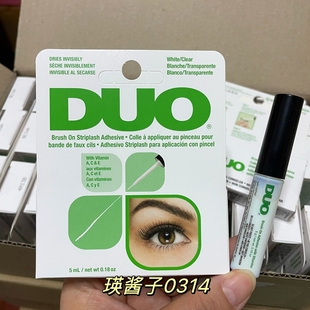 DRIES INVISIBLY
SÈCHE INVISIBLEMENT
INVISIBLE AL SECARSE
White/Clear
Blanche/Transparente
Blanco/Transparente
DUO
Brush On Striplash Adhesive • Colle à appliquer au pinceau pour
bande de faux cils • Adhesivo Striplash para aplicación con pincel
With Vitamin
A, C & E
aux vitamines
A, C et E
Con vitaminas
A, C y E
5 mL / net wt 0.18 oz
DUO
瑛酱子0314